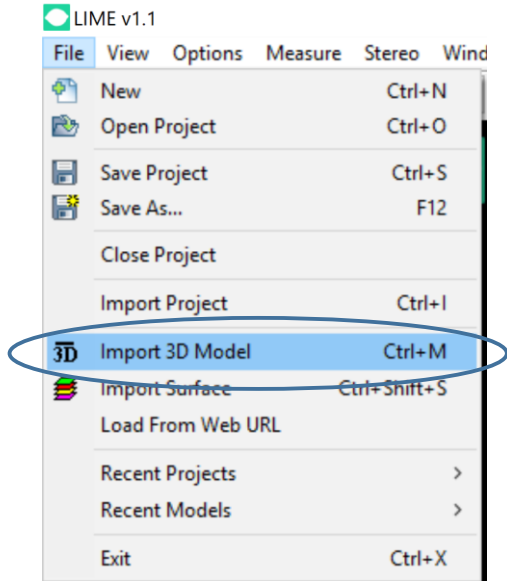 LIME v1.1
File View Options Measure Stereo Wind
New Ctrl+N
Open Project Ctrl+O
Save Project Ctrl+S
Save As... F12
Close Project
Import Project Ctrl+I
3D Import 3D Model Ctrl+M
Import Surface Ctrl+Shift+S
Load From Web URL
Recent Projects >
Recent Models >
Exit Ctrl+X